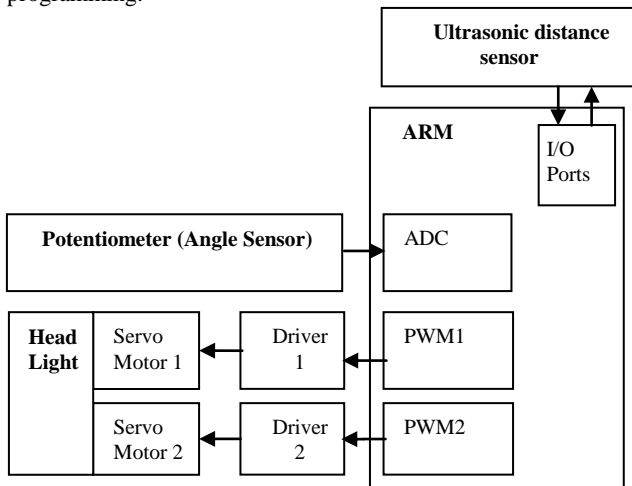 programming.
Ultrasonic distance
sensor
ARM
I/O
Ports
Potentiometer (Angle Sensor)
ADC
Head
Light
Servo
Motor 1
Driver
1
PWM1
Servo
Motor 2
Driver
2
PWM2